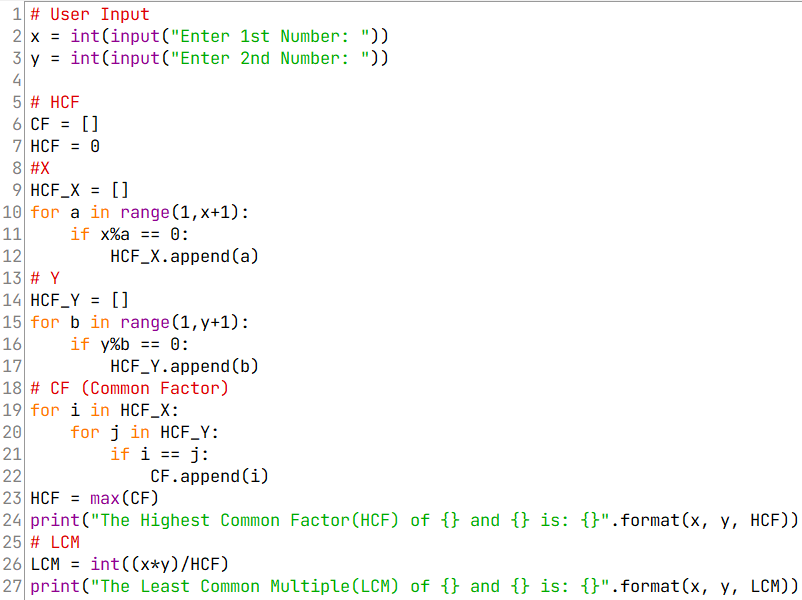 1 # User Input
2 x = int(input("Enter 1st Number: "))
3 y = int(input("Enter 2nd Number: "))
4
5 # HCF
6 CF = []
7 HCF = 0
8 #X
9 HCF_X = []
10 for a in range(1,x+1):
11     if x%a == 0:
12         HCF_X.append(a)
13 # Y
14 HCF_Y = []
15 for b in range(1,y+1):
16     if y%b == 0:
17         HCF_Y.append(b)
18 # CF (Common Factor)
19 for i in HCF_X:
20     for j in HCF_Y:
21         if i == j:
22             CF.append(i)
23 HCF = max(CF)
24 print("The Highest Common Factor(HCF) of {} and {} is: {}".format(x, y, HCF))
25 # LCM
26 LCM = int((x*y)/HCF)
27 print("The Least Common Multiple(LCM) of {} and {} is: {}".format(x, y, LCM))